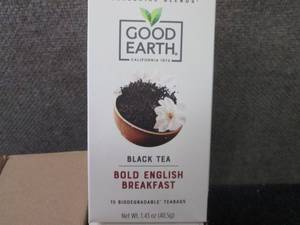 GOOD
EARTH®
CALIFORNIA 1972
BLACK TEA
BOLD ENGLISH
BREAKFAST
15 BIODEGRADABLE* TEABAGS
Net Wt. 1.43 oz (40.5g)